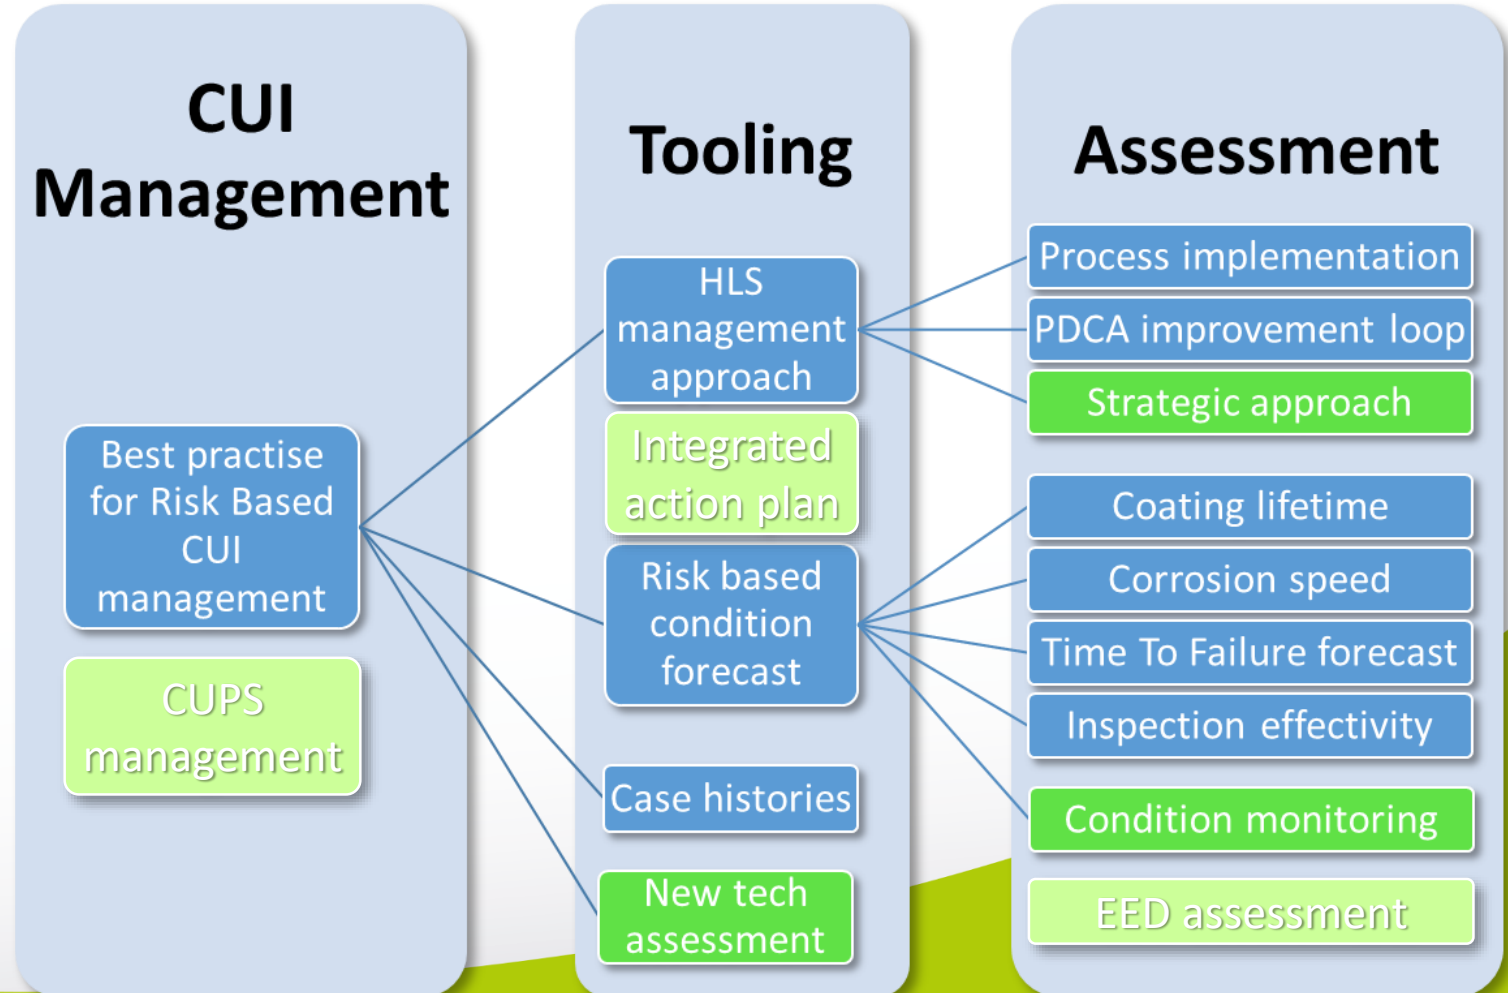 CUI
Management
Best practise
for Risk Based
CUI
management
CUPS
management
Tooling
HLS
management
approach
Integrated
action plan
Risk based
condition
forecast
Case histories
New tech
assessment
Assessment
Process implementation
PDCA improvement loop
Strategic approach
Coating lifetime
Corrosion speed
Time To Failure forecast
Inspection effectivity
Condition monitoring
EED assessment